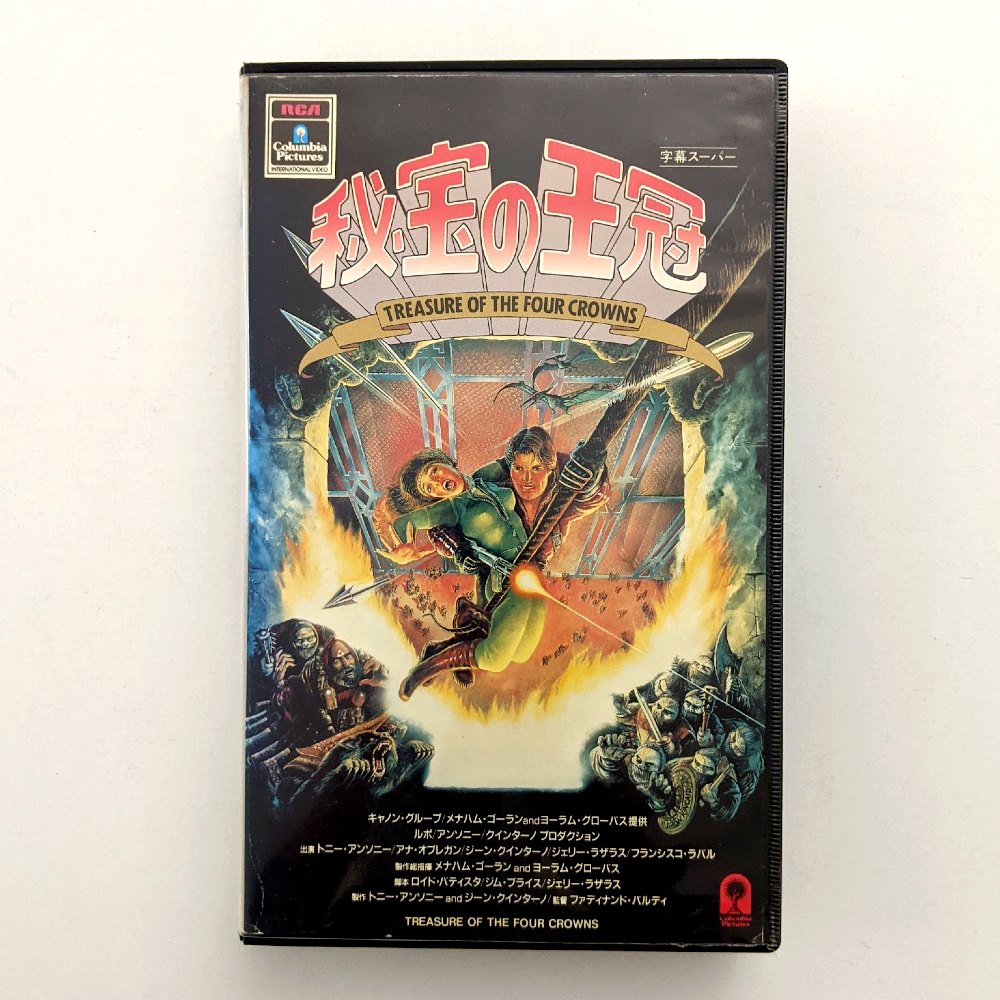 RCA
Columbia
Pictures
INTERNATIONAL VIDEO
字幕スーパー
秘宝の王冠
TREASURE OF THE FOUR CROWNS
キャノン・グループ/メナハム・ゴーランandヨーラム・グローバス提供
ルポ/アンソニー/クインターノ プロダクション
出演 トニー・アンソニー/アナ・オブレガン/ジーン・クインターノ/ジェリー・ラザラス/フランシスコ・ラバル
製作総指揮 メナハム・ゴーラン and ヨーラム・グローバス
脚本 ロイド・バティスタ/ジム・ブライス/ジェリー・ラザラス
製作 トニー・アンソニー and ジーン・クインターノ/監督 ファディナンド・バルディ
TREASURE OF THE FOUR CROWNS
Columbia
Pictures